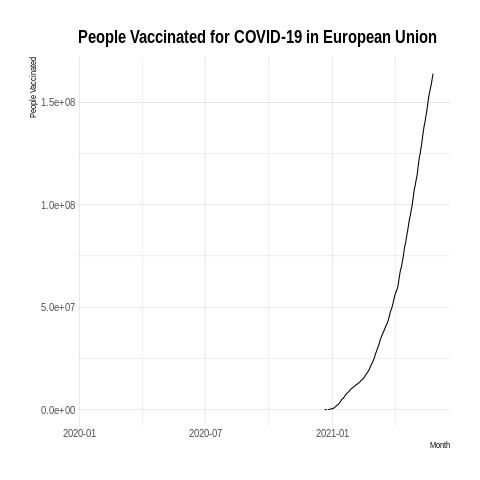 People Vaccinated for COVID-19 in European Union
People Vaccinated
1.5e+08
1.0e+08
5.0e+07
0.0e+00
2020-01
2020-07
2021-01
Month